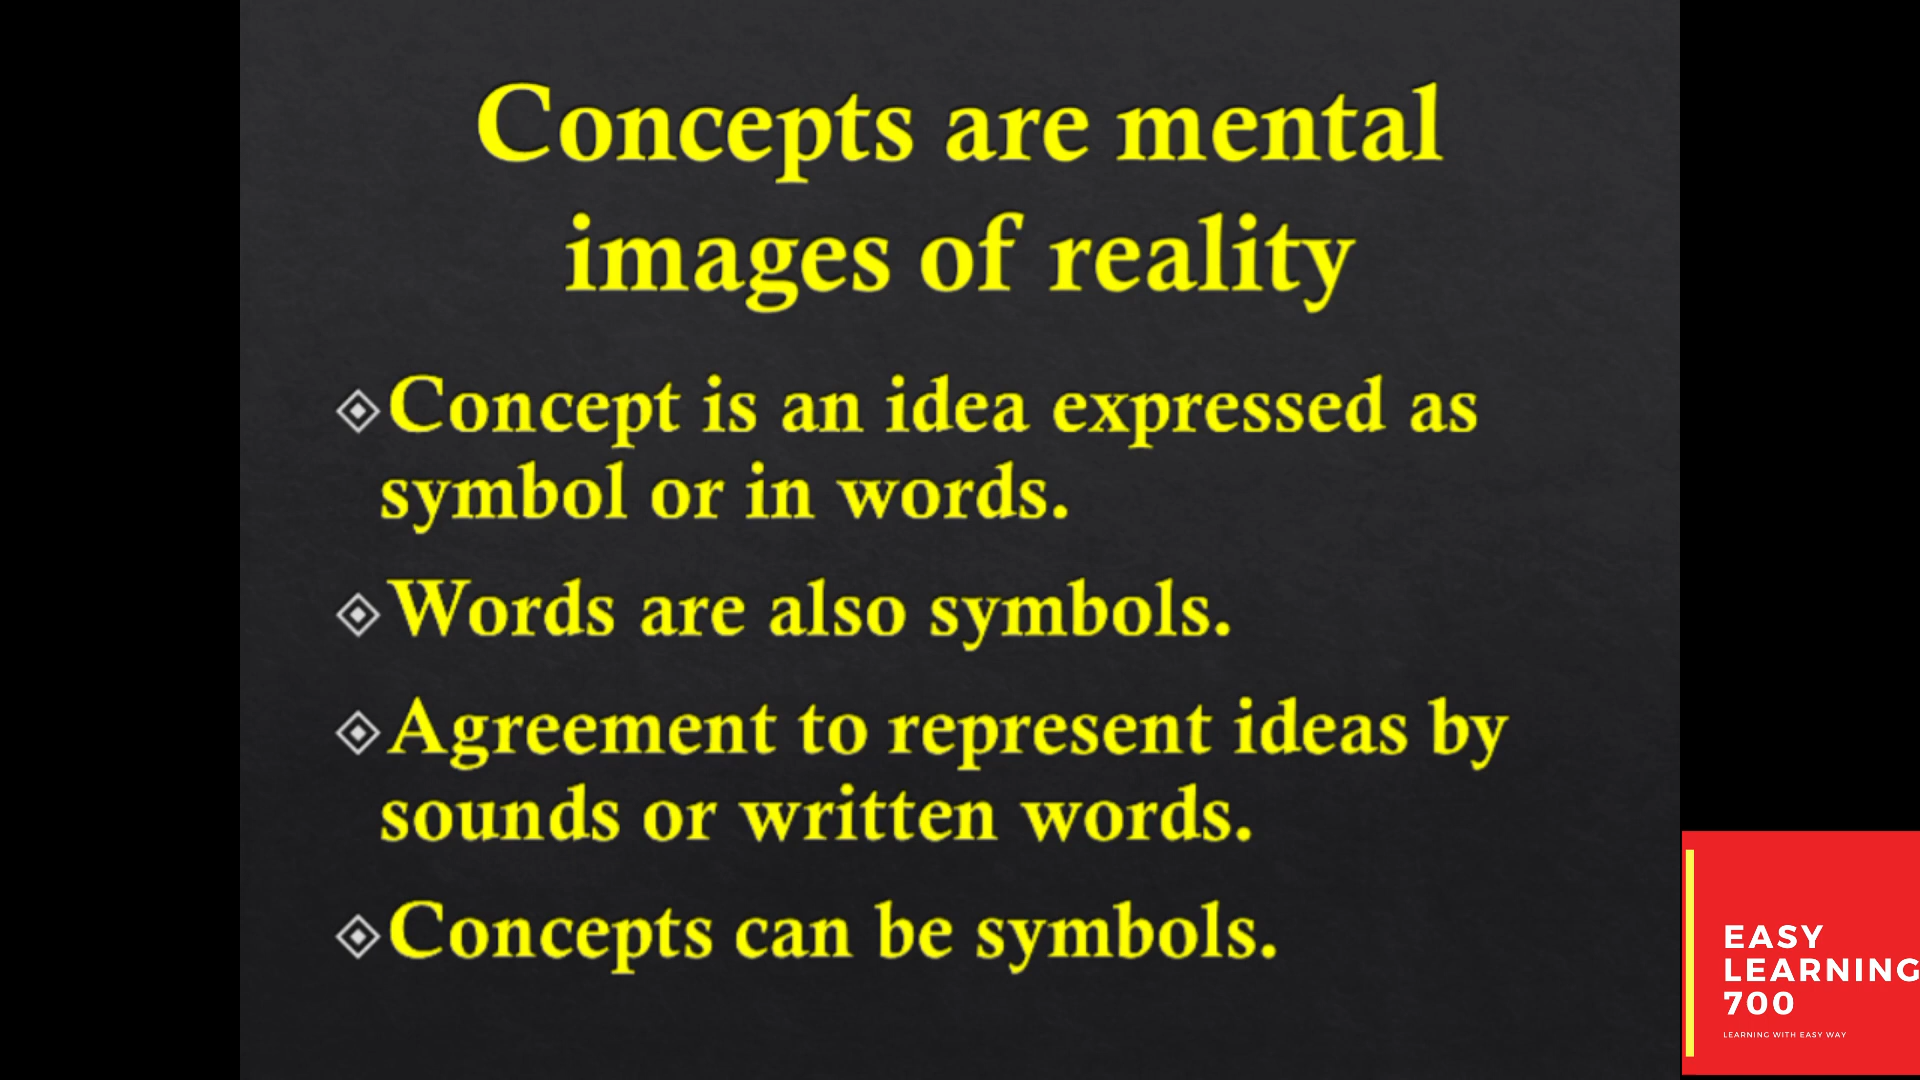 Concepts are mental
images of reality
Concept is an idea expressed as
symbol or in words.
Words are also symbols.
Agreement to represent ideas by
sounds or written words.
Concepts can be symbols.
EASY
LEARNING
700
LEARNING WITH EASY WAY